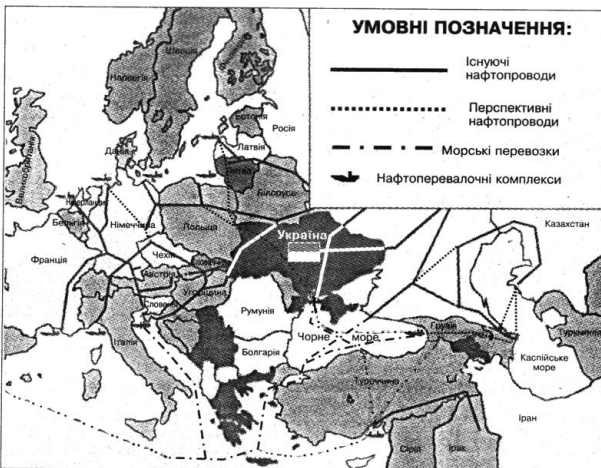 УМОВНІ ПОЗНАЧЕННЯ:
Існуючі
нафтопроводи
Перспективні
нафтопроводи
Морські перевозки
Нафтоперевалочні комплекси
Швеція
Норвегія
Естонія
Росія
Латвія
Данія
Литва
Великобританія
Білорусь
Нідерланди
Бельгія
Німеччина
Польща
Україна
Казахстан
Франція
Чехія
Австрія
Угорщина
Словенія
Румунія
Італія
Болгарія
Чорне море
Грузія
Каспійське
море
Туреччина
Іран
Сірія
Ірак